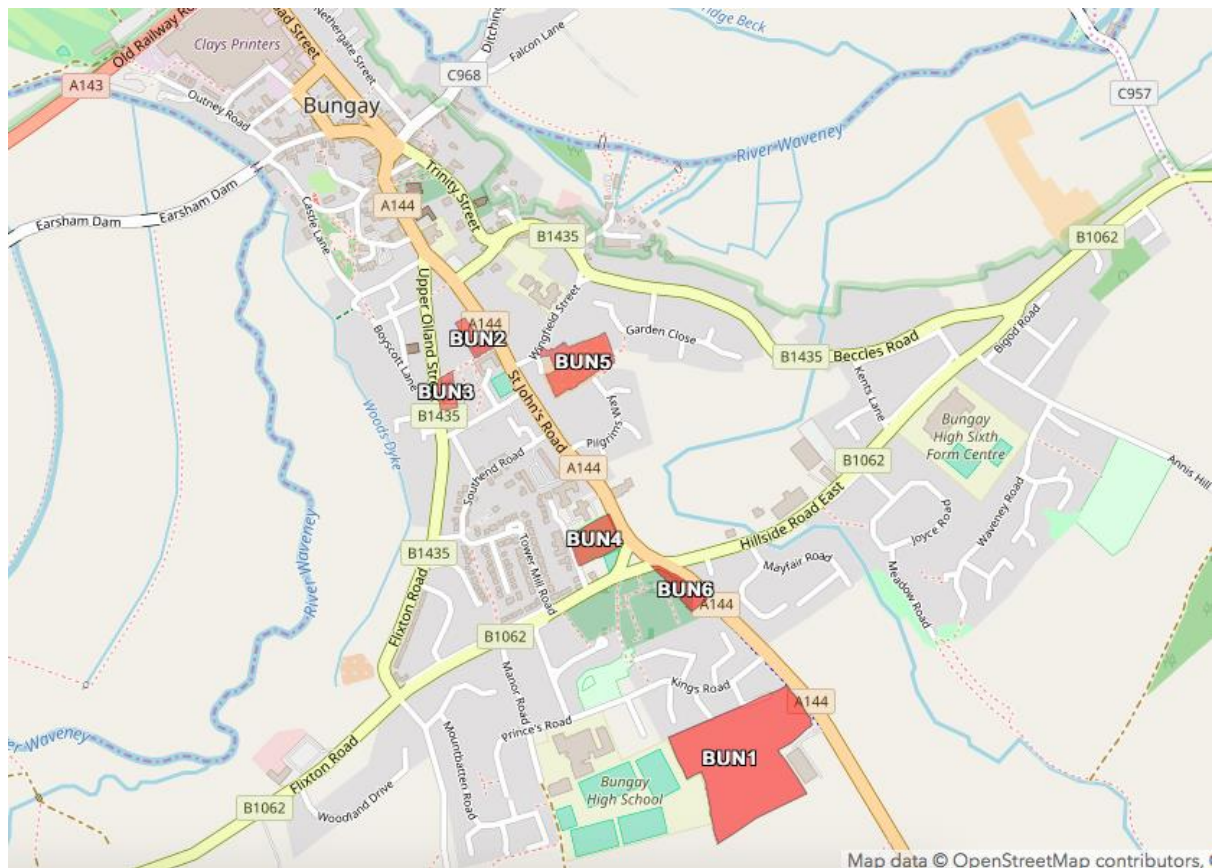 Old Railway Ro
Clays Printers
oad Street
Nethergate Street
Ditching
Falcon Lane
idge Beck
A143
C968
C957
Outney Road
Bungay
River Waveney
Trinity Street
Earsham Dam
Earsham Dam
Castle Lane
A144
B1435
B1062
Upper Olland Street
Wingfield Street
Garden Close
Bigod Road
A144
BUN2
BUN5
B1435
Beccles Road
Boyscott Lane
BUN3
B1435
St John's Road
Kents Lane
Pilgrims Way
Bungay
High Sixth
Form Centre
Woods Dyke
Southend Road
A144
B1062
Annis Hill
River Waveney
River Waveney
BUN4
Hillside Road East
Joyce Road
Waveney Road
B1435
Tower Mill Road
Mayfair Road
BUN6
A144
Meadow Road
Flixton Road
B1062
Manor Road
Kings Road
A144
Prince's Road
er Waveney
Mountbatten Road
BUN1
Flixton Road
Bungay
High School
B1062
Woodland Drive
Map data © OpenStreetMap contributors,